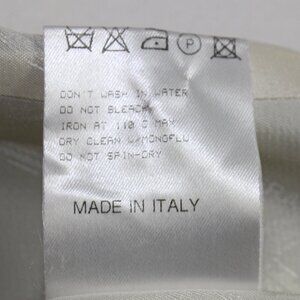 P
DON'T WASH IN WATER
DO NOT BLEACH
IRON AT 110 C MAX
DRY CLEAN W/MONOFLU
DO NOT SPIN-DRY
MADE IN ITALY